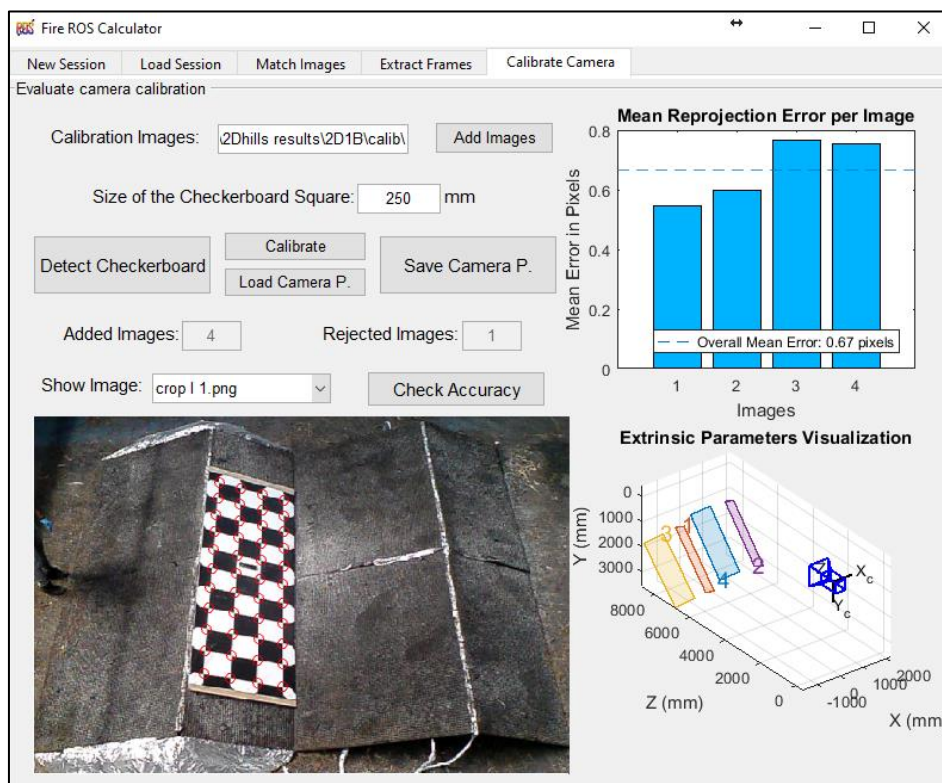 Fire ROS Calculator
New Session Load Session Match Images Extract Frames Calibrate Camera
Evaluate camera calibration
Calibration Images: \2Dhills results\2D1B\calib\ Add Images
Size of the Checkerboard Square: 250 mm
Detect Checkerboard
Calibrate
Load Camera P.
Save Camera P.
Added Images: 4
Rejected Images: 1
Show Image: crop l 1.png
Check Accuracy
Mean Reprojection Error per Image
Mean Error in Pixels
0.8
0.6
0.4
0.2
0
Overall Mean Error: 0.67 pixels
1 2 3 4
Images
Extrinsic Parameters Visualization
Y (mm)
0
1000
2000
3000
3 1 4 2
Zc
Xc
Yc
8000
6000
4000
2000
0
Z (mm)
-1000
0
1000
2000
X (mm